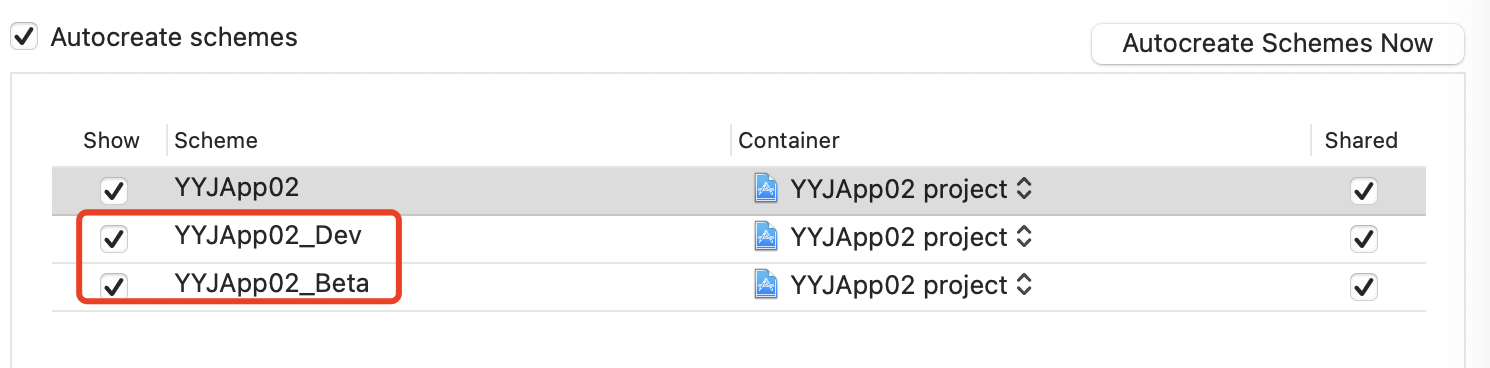 Autocreate schemes
Autocreate Schemes Now
Show Scheme Container Shared
YYJApp02 YYJApp02 project
YYJApp02_Dev YYJApp02 project
YYJApp02_Beta YYJApp02 project